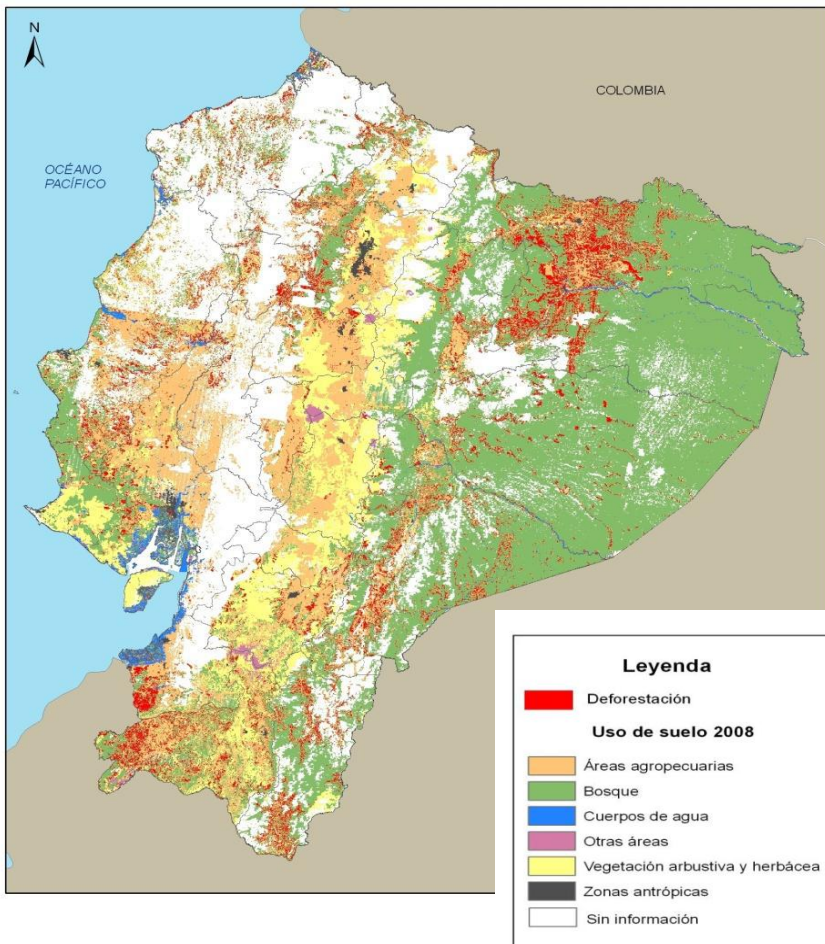 N
COLOMBIA
OCÉANO
PACÍFICO
Leyenda
Deforestación
Uso de suelo 2008
Áreas agropecuarias
Bosque
Cuerpos de agua
Otras áreas
Vegetación arbustiva y herbácea
Zonas antrópicas
Sin información